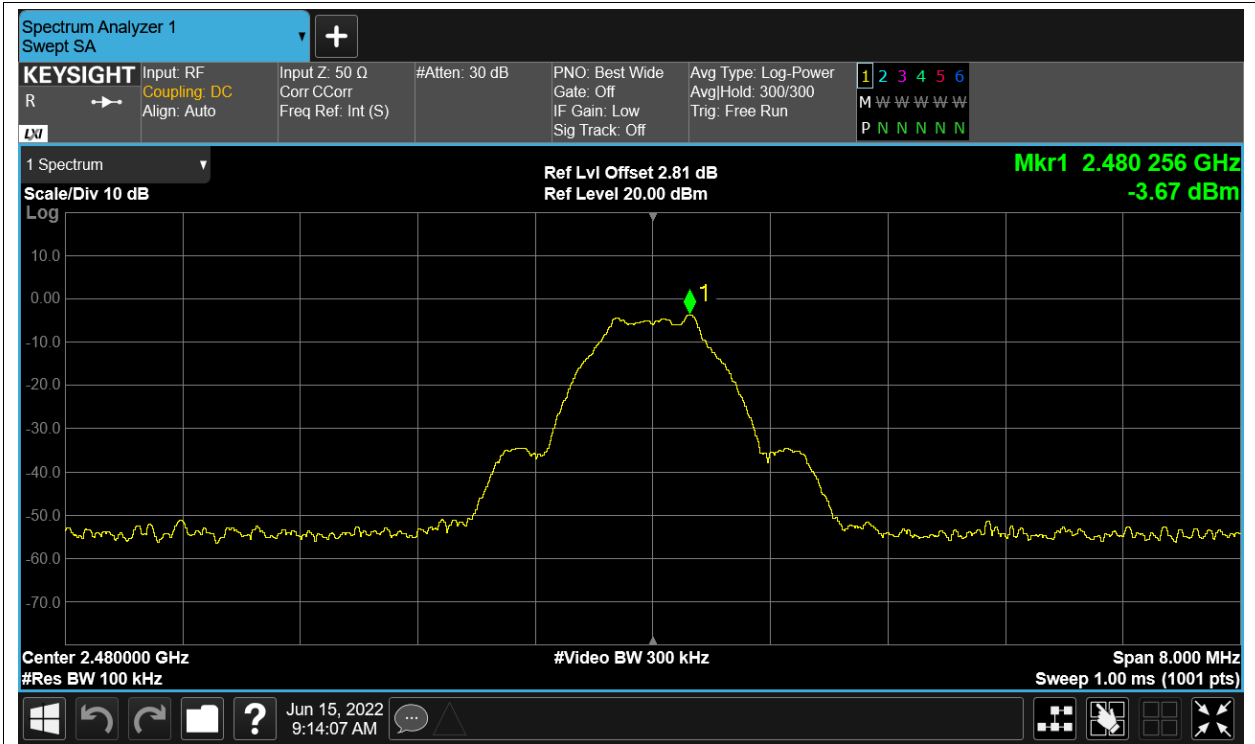 Spectrum Analyzer 1
Swept SA
+
KEYSIGHT
R
LXI
Input: RF
Coupling: DC
Align: Auto
Input Z: 50 Ω
Corr CCorr
Freq Ref: Int (S)
#Atten: 30 dB
PNO: Best Wide
Gate: Off
IF Gain: Low
Sig Track: Off
Avg Type: Log-Power
Avg|Hold: 300/300
Trig: Free Run
1 2 3 4 5 6
M W W W W W
P N N N N N
1 Spectrum
Scale/Div 10 dB
Log
Ref Lvl Offset 2.81 dB
Ref Level 20.00 dBm
Mkr1 2.480 256 GHz
-3.67 dBm
10.0
0.00
-10.0
-20.0
-30.0
-40.0
-50.0
-60.0
-70.0
1
Center 2.480000 GHz
#Res BW 100 kHz
#Video BW 300 kHz
Span 8.000 MHz
Sweep 1.00 ms (1001 pts)
?
Jun 15, 2022
9:14:07 AM